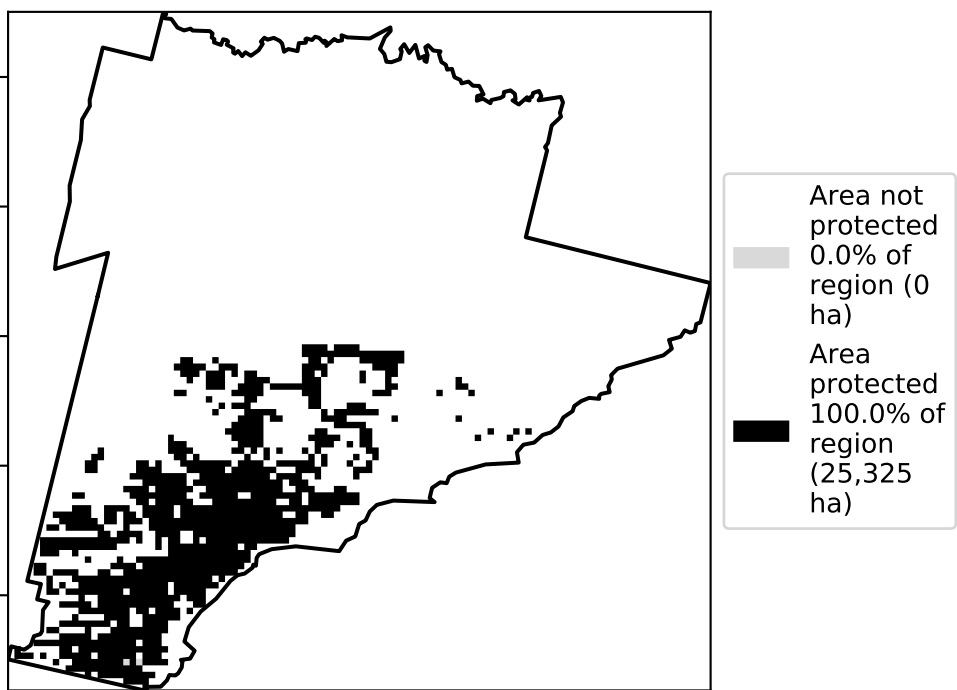 Area not
protected
0.0% of
region (0
ha)
Area
protected
100.0% of
region
(25,325
ha)